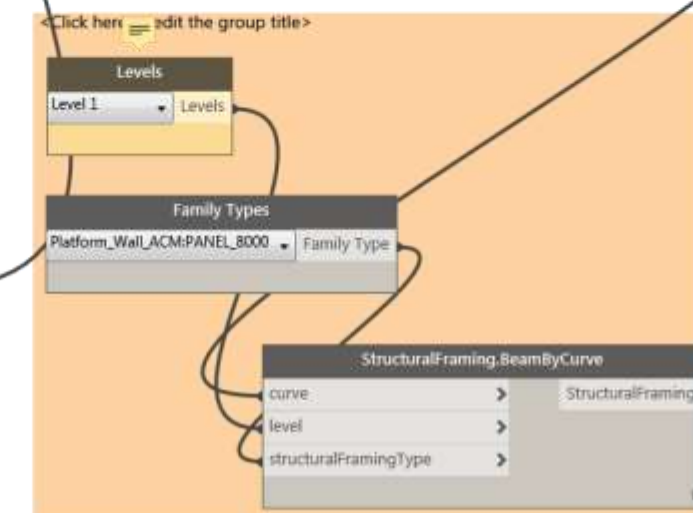 <Click here edit the group title>
Levels
Level 1 Levels
Family Types
Platform_Wall_ACM:PANEL_8000 Family Type
StructuralFraming.BeamByCurve
curve > StructuralFraming
level >
structuralFramingType >